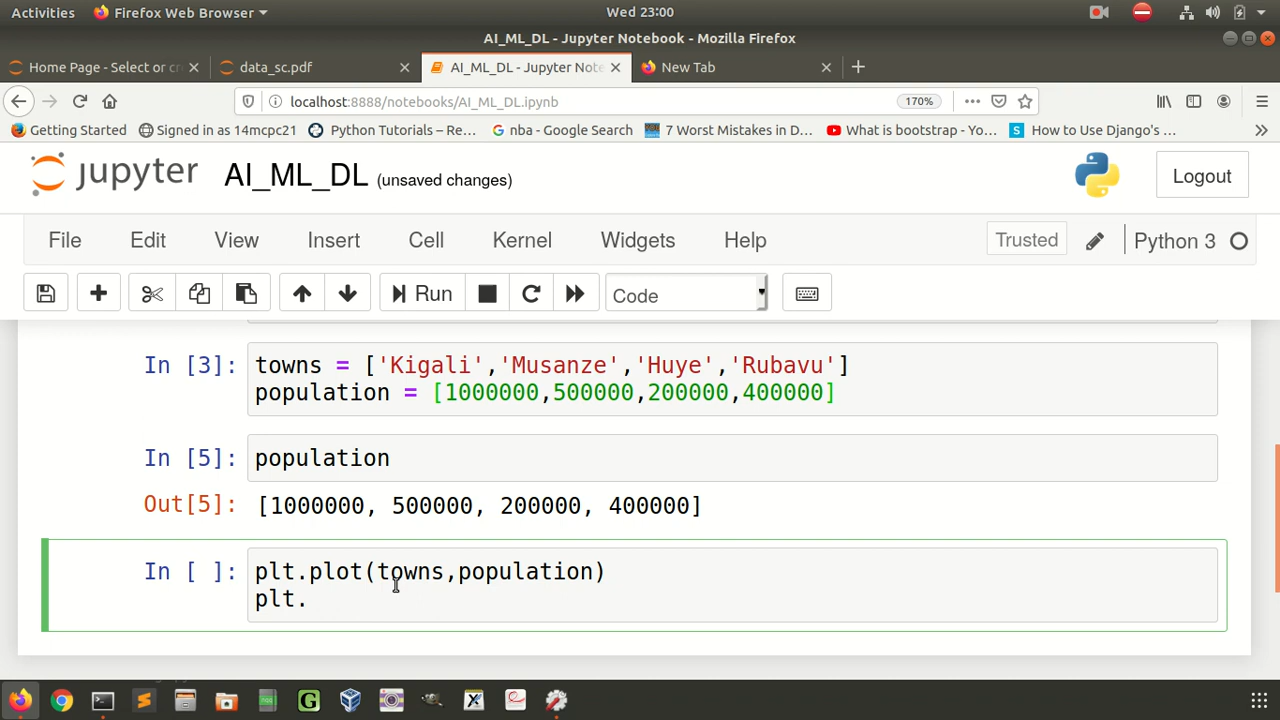 Activities Firefox Web Browser Wed 23:00
AI_ML_DL - Jupyter Notebook - Mozilla Firefox
Home Page - Select or cr data_sc.pdf AI_ML_DL - Jupyter Note New Tab
localhost:8888/notebooks/AI_ML_DL.ipynb 170%
Getting Started Signed in as 14mcpc21 Python Tutorials – Re… nba - Google Search 7 Worst Mistakes in D… What is bootstrap - Yo… How to Use Django's …
jupyter AI_ML_DL (unsaved changes) Logout
File Edit View Insert Cell Kernel Widgets Help Trusted Python 3
Run Code
In [3]: towns = ['Kigali','Musanze','Huye','Rubavu']
population = [1000000,500000,200000,400000]
In [5]: population
Out[5]: [1000000, 500000, 200000, 400000]
In [ ]: plt.plot(towns,population)
plt.